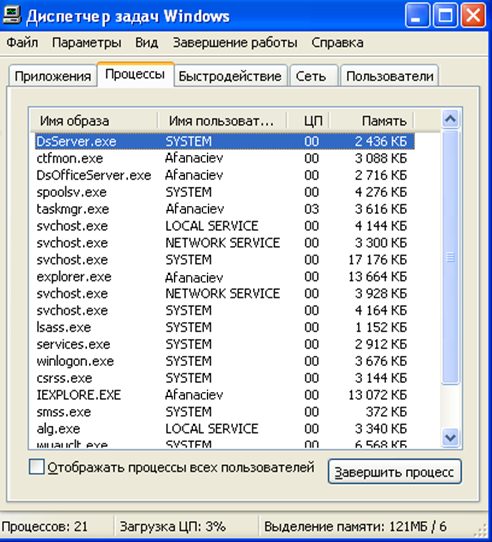 Диспетчер задач Windows
Файл Параметры Вид Завершение работы Справка
Приложения Процессы Быстродействие Сеть Пользователи
Имя образа Имя пользоват... ЦП Память
DsServer.exe SYSTEM 00 2 436 КБ
ctfmon.exe Afanaciev 00 3 088 КБ
DsOfficeServer.exe Afanaciev 00 2 716 КБ
spoolsv.exe SYSTEM 00 4 276 КБ
taskmgr.exe Afanaciev 03 3 616 КБ
svchost.exe LOCAL SERVICE 00 4 144 КБ
svchost.exe NETWORK SERVICE 00 3 300 КБ
svchost.exe SYSTEM 00 17 176 КБ
explorer.exe Afanaciev 00 13 664 КБ
svchost.exe NETWORK SERVICE 00 3 928 КБ
svchost.exe SYSTEM 00 4 164 КБ
lsass.exe SYSTEM 00 1 152 КБ
services.exe SYSTEM 00 2 912 КБ
winlogon.exe SYSTEM 00 3 676 КБ
csrss.exe SYSTEM 00 3 144 КБ
IEXPLORE.EXE Afanaciev 00 13 072 КБ
smss.exe SYSTEM 00 372 КБ
alg.exe LOCAL SERVICE 00 3 340 КБ
wuauclt.exe SYSTEM 00 6 568 КБ
Отображать процессы всех пользователей Завершить процесс
Процессов: 21 Загрузка ЦП: 3% Выделение памяти: 121МБ / 6